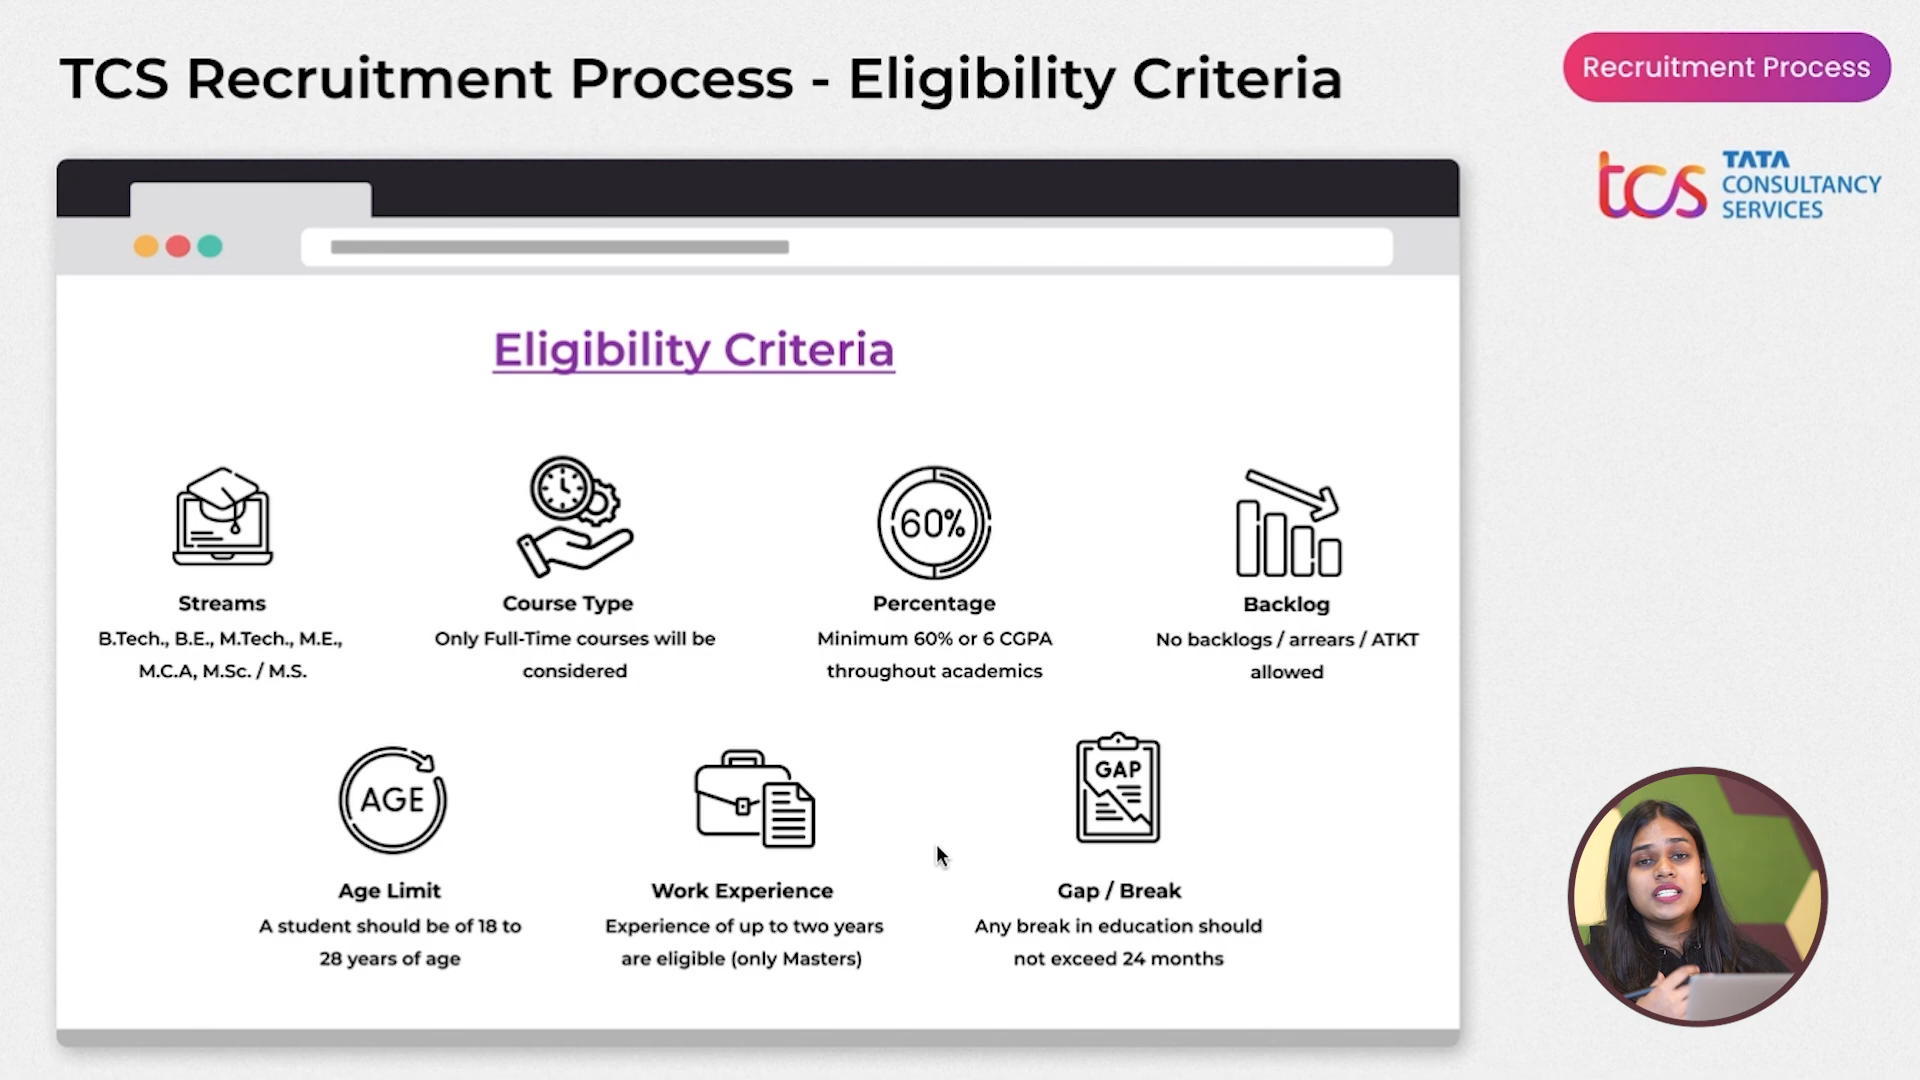 TCS Recruitment Process - Eligibility Criteria
Recruitment Process
tcs TATA
CONSULTANCY
SERVICES
Eligibility Criteria
60%
Streams
B.Tech., B.E., M.Tech., M.E.,
M.C.A, M.Sc. / M.S.
Course Type
Only Full-Time courses will be
considered
Percentage
Minimum 60% or 6 CGPA
throughout academics
Backlog
No backlogs / arrears / ATKT
allowed
AGE
Age Limit
A student should be of 18 to
28 years of age
Work Experience
Experience of up to two years
are eligible (only Masters)
GAP
Gap / Break
Any break in education should
not exceed 24 months